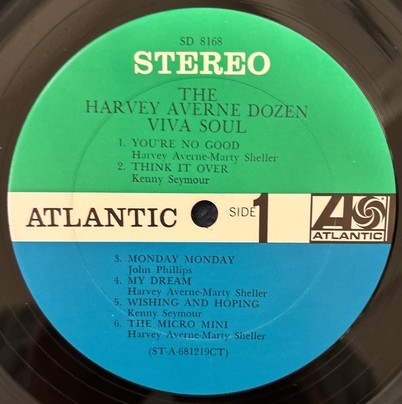 SD 8168
STEREO
THE
HARVEY AVERNE DOZEN
VIVA SOUL
1. YOU'RE NO GOOD
Harvey Averne-Marty Sheller
2. THINK IT OVER
Kenny Seymour
ATLANTIC SIDE 1 ATLANTIC
3. MONDAY MONDAY
John Phillips
4. MY DREAM
Harvey Averne-Marty Sheller
5. WISHING AND HOPING
Kenny Seymour
6. THE MICRO MINI
Harvey Averne-Marty Sheller
(ST-A-681219CT)